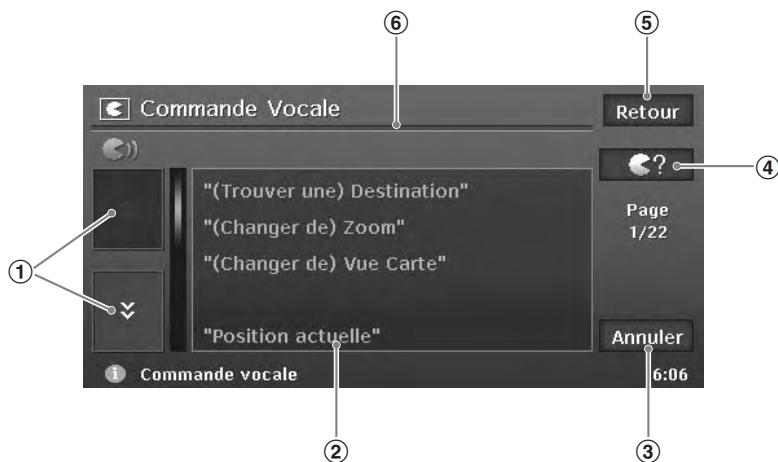 ⑥ ⑤
Commande Vocale
Retour
?
④
"(Trouver une) Destination"
"(Changer de) Zoom"
"(Changer de) Vue Carte"
Page
1/22
①
"Position actuelle"
Annuler
i Commande vocale 6:06
② ③